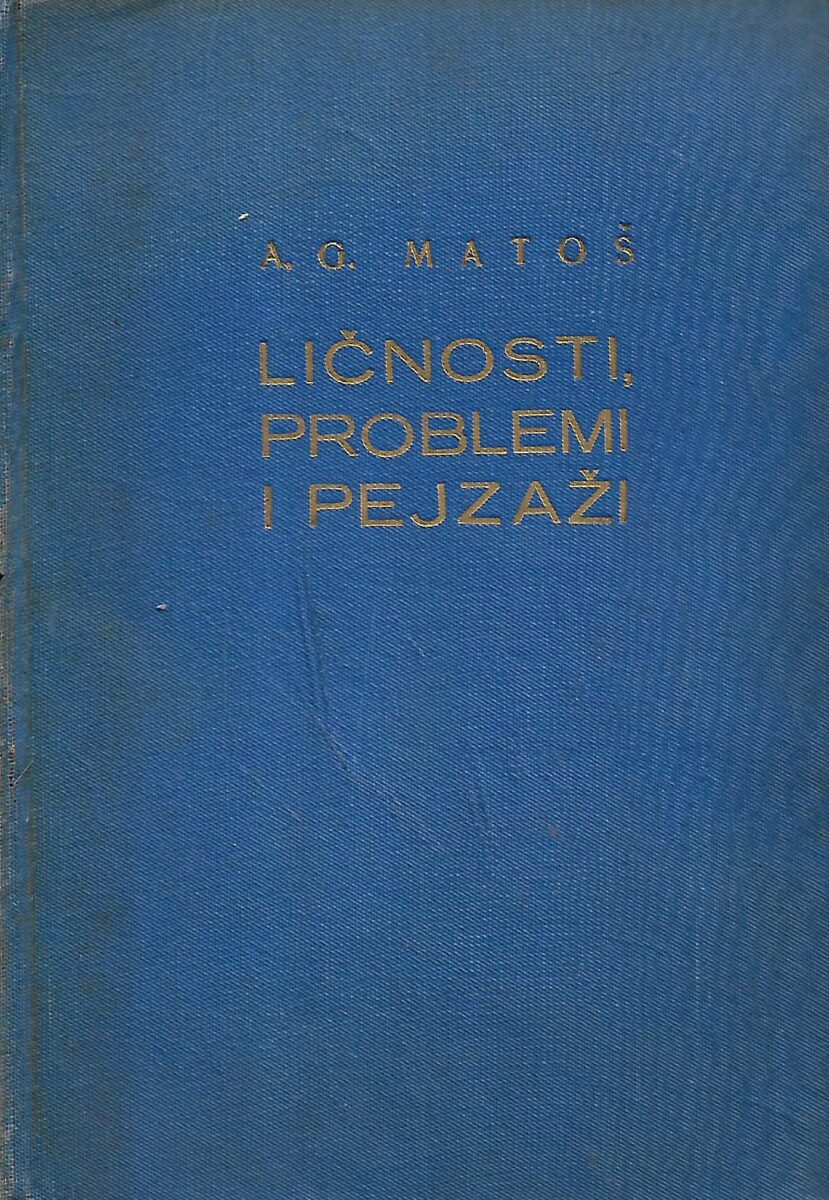 A. G. MATOŠ
LIČNOSTI,
PROBLEMI
I PEJZAŽI